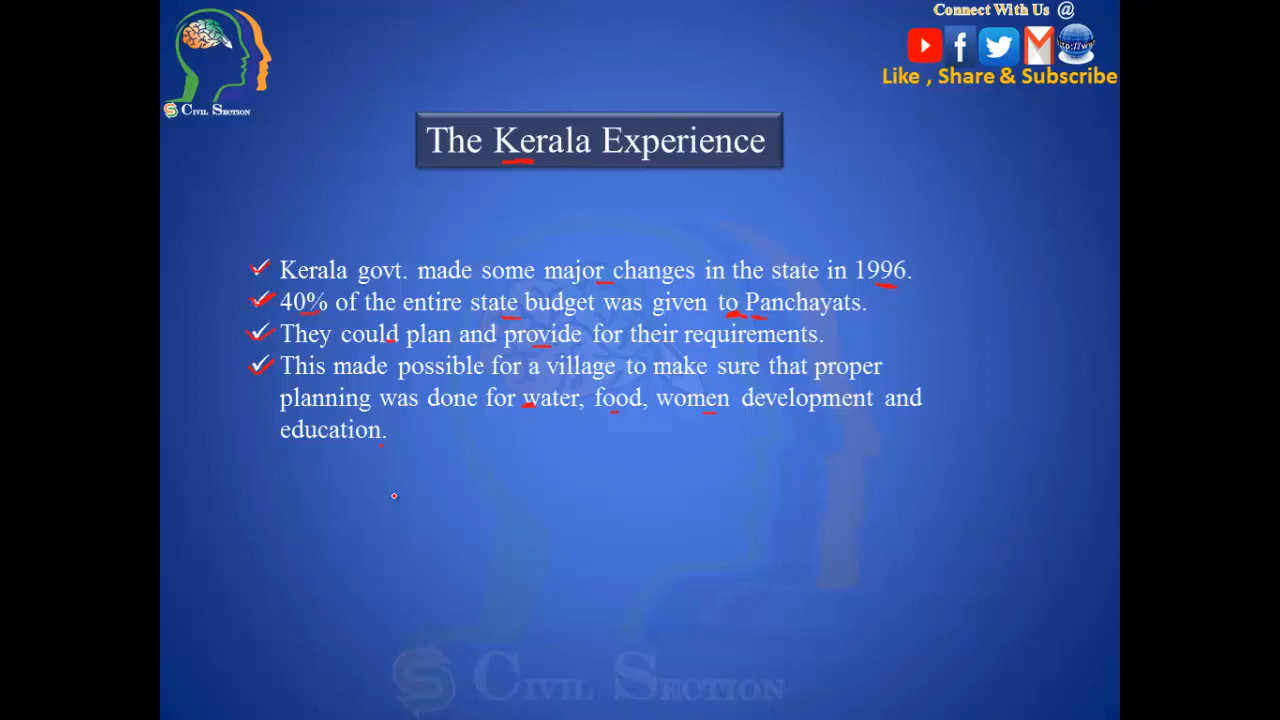 Connect With Us @
http://ww
Like , Share & Subscribe
S CIVIL SECTION
The Kerala Experience
Kerala govt. made some major changes in the state in 1996.
40% of the entire state budget was given to Panchayats.
They could plan and provide for their requirements.
This made possible for a village to make sure that proper
planning was done for water, food, women development and
education.
S CIVIL SECTION